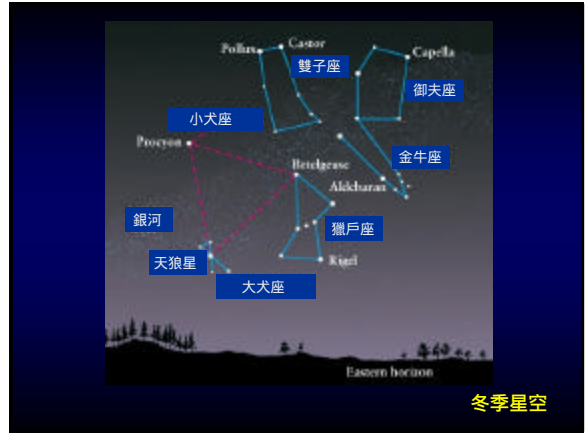 Pollux
Castor
Capella
雙子座
御夫座
小犬座
Procyon
金牛座
Betelgeuse
Aldebaran
銀河
獵戶座
天狼星
Rigel
大犬座
Eastern horizon
冬季星空